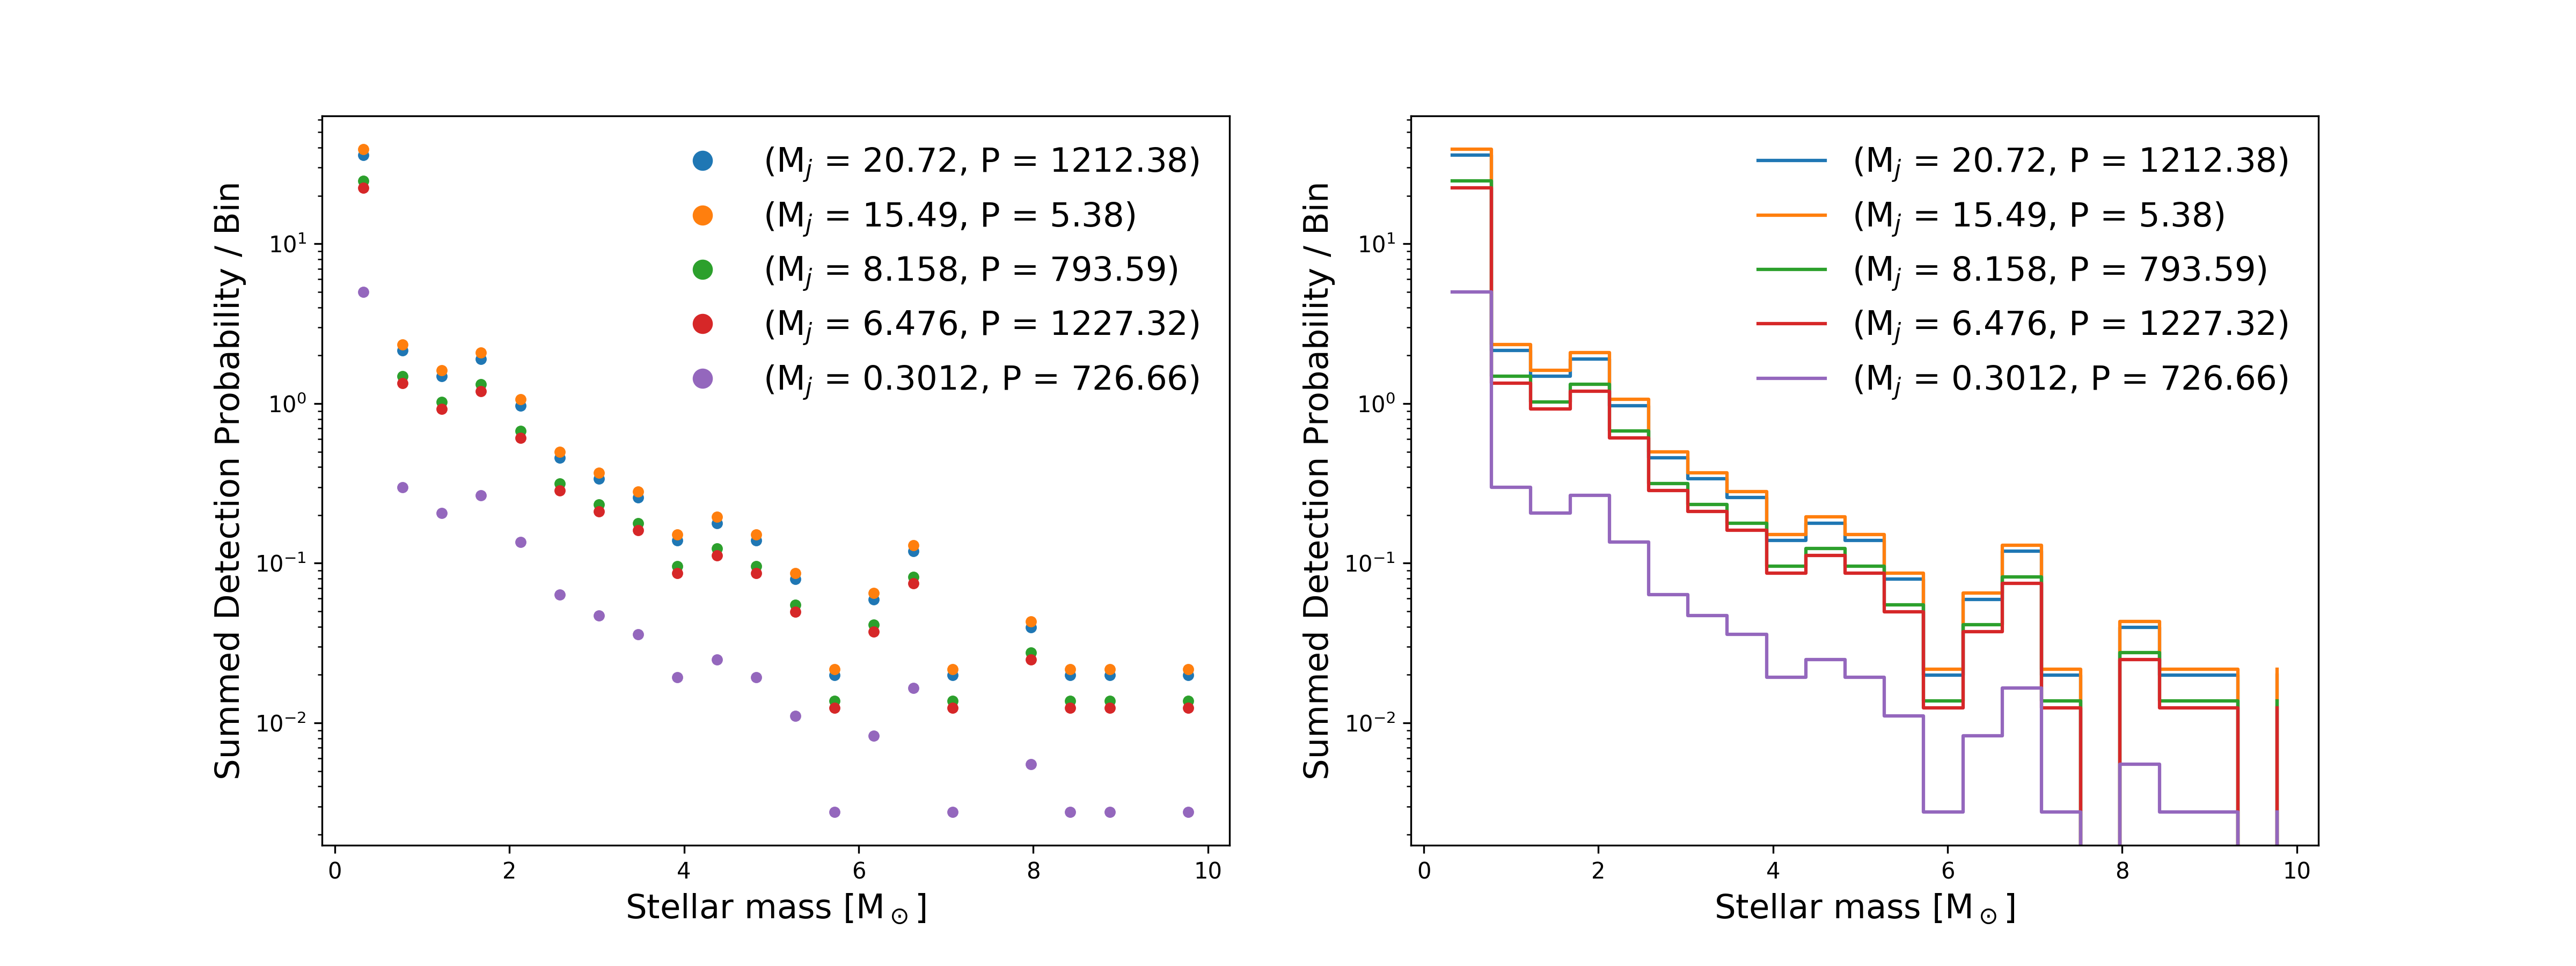 Summed Detection Probability / Bin
10¹
10⁰
10⁻¹
10⁻²
(Mⱼ = 20.72, P = 1212.38)
(Mⱼ = 15.49, P = 5.38)
(Mⱼ = 8.158, P = 793.59)
(Mⱼ = 6.476, P = 1227.32)
(Mⱼ = 0.3012, P = 726.66)
0 2 4 6 8 10
Stellar mass [M⊙]
Summed Detection Probability / Bin
10¹
10⁰
10⁻¹
10⁻²
(Mⱼ = 20.72, P = 1212.38)
(Mⱼ = 15.49, P = 5.38)
(Mⱼ = 8.158, P = 793.59)
(Mⱼ = 6.476, P = 1227.32)
(Mⱼ = 0.3012, P = 726.66)
0 2 4 6 8 10
Stellar mass [M⊙]